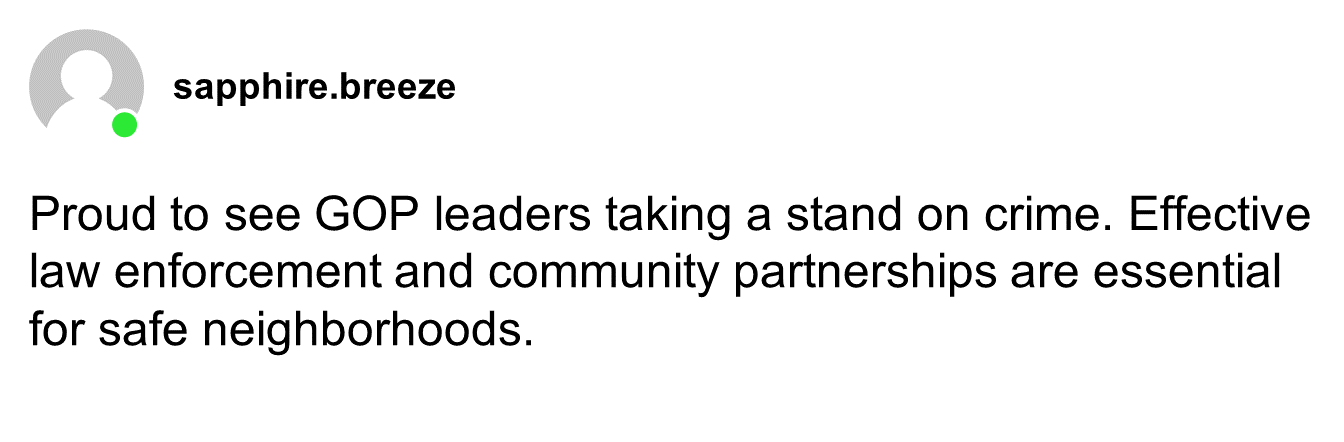 sapphire.breeze
Proud to see GOP leaders taking a stand on crime. Effective
law enforcement and community partnerships are essential
for safe neighborhoods.